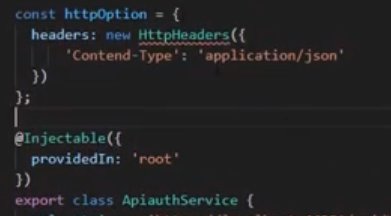 const httpOption = {
headers: new HttpHeaders({
'Contend-Type': 'application/json'
})
};
@Injectable({
providedIn: 'root'
})
export class ApiauthService {